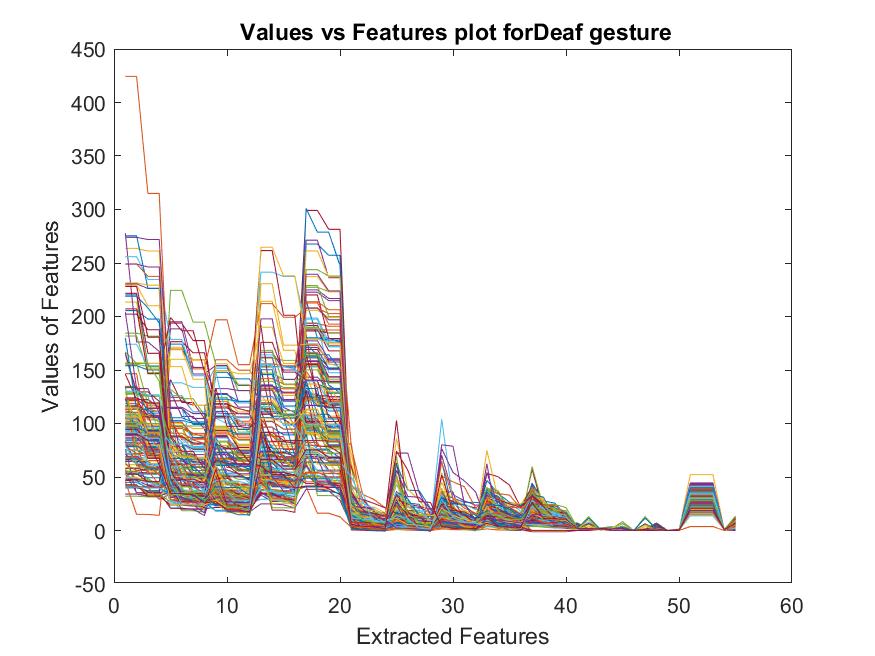 Values vs Features plot forDeaf gesture
450
400
350
300
250
200
150
100
50
0
-50
Values of Features
0 10 20 30 40 50 60
Extracted Features